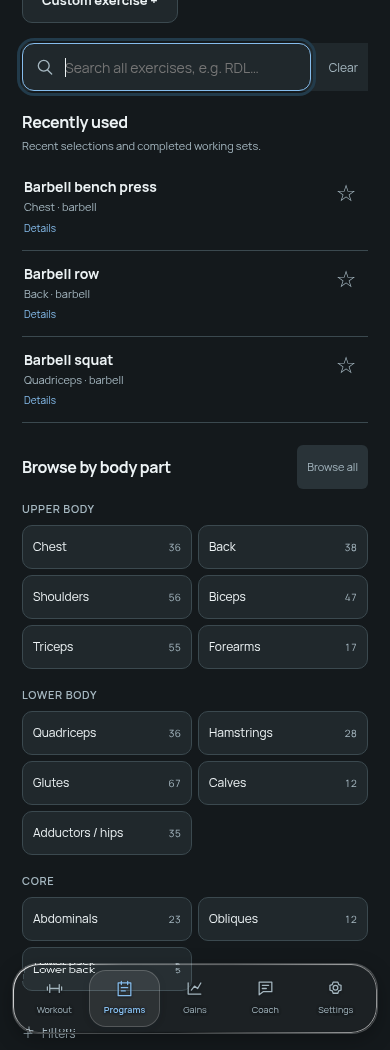 Custom exercise +
Search all exercises, e.g. RDL...
Clear
Recently used
Recent selections and completed working sets.
Barbell bench press
Chest · barbell
Details
Barbell row
Back · barbell
Details
Barbell squat
Quadriceps · barbell
Details
Browse by body part
Browse all
UPPER BODY
Chest 36
Back 38
Shoulders 56
Biceps 47
Triceps 55
Forearms 17
LOWER BODY
Quadriceps 36
Hamstrings 28
Glutes 67
Calves 12
Adductors / hips 35
CORE
Abdominals 23
Obliques 12
Lower back 5
Workout
Programs
Gains
Coach
Settings
+ Filters